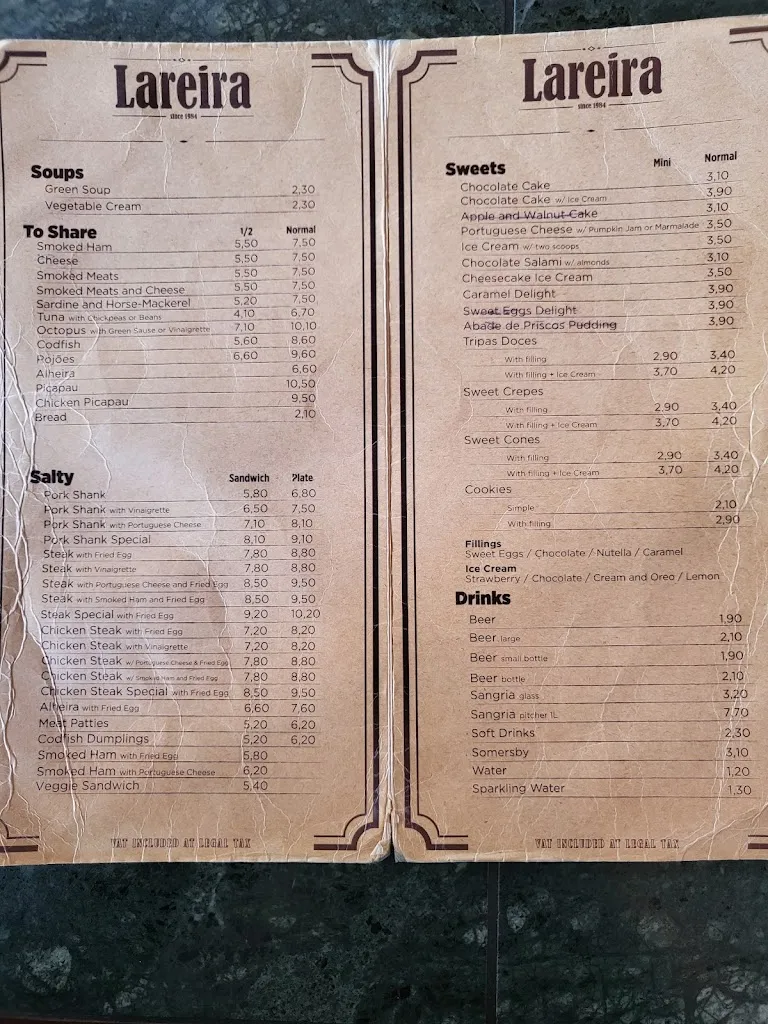 Lareira
since 1984
Soups
Green Soup 2,30
Vegetable Cream 2,30
To Share 1/2 Normal
Smoked Ham 5,50 7,50
Cheese 5,50 7,50
Smoked Meats 5,50 7,50
Smoked Meats and Cheese 5,50 7,50
Sardine and Horse-Mackerel 5,20 7,50
Tuna with Chickpeas or Beans 4,10 6,70
Octopus with Green Sause or Vinaigrette 7,10 10,10
Codfish 5,60 8,60
Rojões 6,60 9,60
Alheira 6,60
Picapau 10,50
Chicken Picapau 9,50
Bread 2,10
Salty Sandwich Plate
Pork Shank 5,80 6,80
Pork Shank with Vinaigrette 6,50 7,50
Pork Shank with Portuguese Cheese 7,10 8,10
Pork Shank Special 8,10 9,10
Steak with Fried Egg 7,80 8,80
Steak with Vinaigrette 7,80 8,80
Steak with Portuguese Cheese and Fried Egg 8,50 9,50
Steak with Smoked Ham and Fried Egg 8,50 9,50
Steak Special with Fried Egg 9,20 10,20
Chicken Steak with Fried Egg 7,20 8,20
Chicken Steak with Vinaigrette 7,20 8,20
Chicken Steak w/ Portuguese Cheese & Fried Egg 7,80 8,80
Chicken Steak w/ Smoked Ham and Fried Egg 7,80 8,80
Chicken Steak Special with Fried Egg 8,50 9,50
Alheira with Fried Egg 6,60 7,60
Meat Patties 5,20 6,20
Codfish Dumplings 5,20 6,20
Smoked Ham with Fried Egg 5,80
Smoked Ham with Portuguese Cheese 6,20
Veggie Sandwich 5,40
VAT INCLUDED AT LEGAL TAX
Lareira
since 1984
Sweets Mini Normal
Chocolate Cake 3,10
Chocolate Cake w/ Ice Cream 3,90
Apple and Walnut Cake 3,10
Portuguese Cheese w/ Pumpkin Jam or Marmalade 3,50
Ice Cream w/ two scoops 3,50
Chocolate Salami w/ almonds 3,10
Cheesecake Ice Cream 3,50
Caramel Delight 3,90
Sweet Eggs Delight 3,90
Abade de Priscos Pudding 3,90
Tripas Doces
With filling 2,90 3,40
With filling + Ice Cream 3,70 4,20
Sweet Crepes
With filling 2,90 3,40
With filling + Ice Cream 3,70 4,20
Sweet Cones
With filling 2,90 3,40
With filling + Ice Cream 3,70 4,20
Cookies
Simple 2,10
With filling 2,90
Fillings
Sweet Eggs / Chocolate / Nutella / Caramel
Ice Cream
Strawberry / Chocolate / Cream and Oreo / Lemon
Drinks
Beer 1,90
Beer large 2,10
Beer small bottle 1,90
Beer bottle 2,10
Sangria glass 3,20
Sangria pitcher 1L 7,70
Soft Drinks 2,30
Somersby 3,10
Water 1,20
Sparkling Water 1,30
VAT INCLUDED AT LEGAL TAX